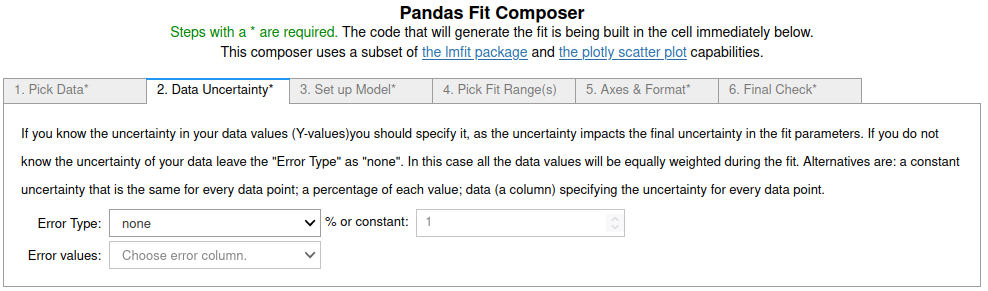 Pandas Fit Composer
Steps with a * are required. The code that will generate the fit is being built in the cell immediately below.
This composer uses a subset of the lmfit package and the plotly scatter plot capabilities.
1. Pick Data*
2. Data Uncertainty*
3. Set up Model*
4. Pick Fit Range(s)
5. Axes & Format*
6. Final Check*
If you know the uncertainty in your data values (Y-values)you should specify it, as the uncertainty impacts the final uncertainty in the fit parameters. If you do not
know the uncertainty of your data leave the "Error Type" as "none". In this case all the data values will be equally weighted during the fit. Alternatives are: a constant
uncertainty that is the same for every data point; a percentage of each value; data (a column) specifying the uncertainty for every data point.
Error Type: none % or constant: 1
Error values: Choose error column.